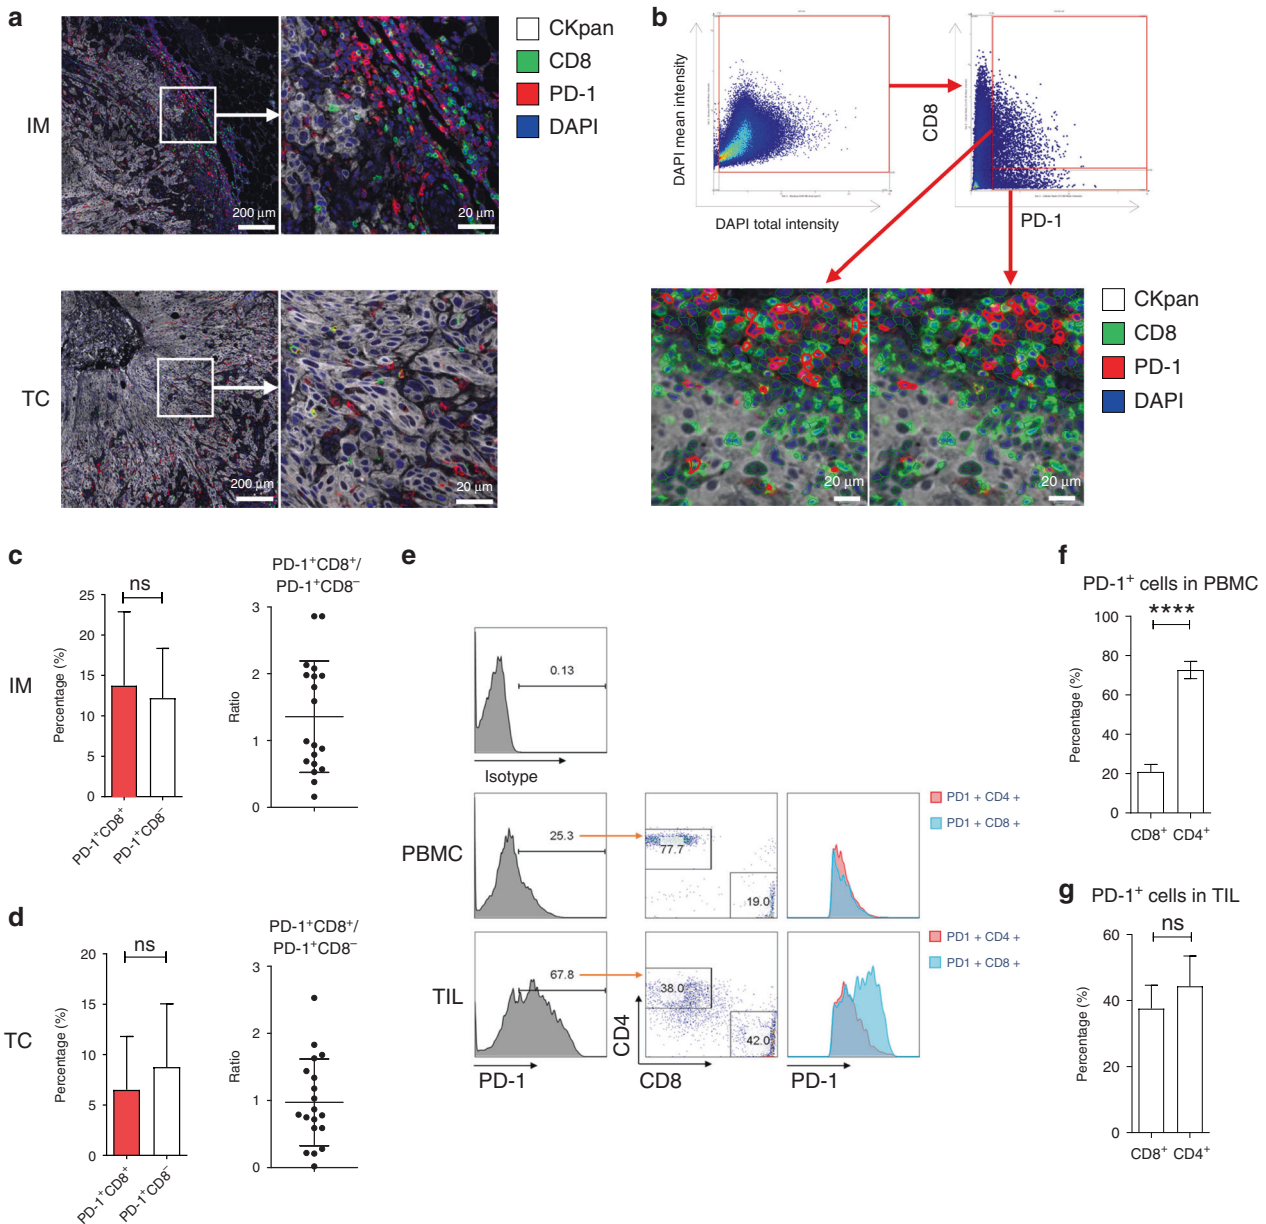 a
IM
200 μm
20 μm
CKpan
CD8
PD-1
DAPI
TC
200 μm
20 μm
b
DAPI mean intensity
DAPI total intensity
CD8
PD-1
20 μm
20 μm
CKpan
CD8
PD-1
DAPI
c
IM
ns
Percentage (%)
25
20
15
10
5
0
PD-1⁺CD8⁺
PD-1⁺CD8⁻
PD-1⁺CD8⁺/
PD-1⁺CD8⁻
Ratio
3
2
1
0
d
TC
ns
Percentage (%)
20
15
10
5
0
PD-1⁺CD8⁺
PD-1⁺CD8⁻
PD-1⁺CD8⁺/
PD-1⁺CD8⁻
Ratio
3
2
1
0
e
0.13
Isotype
PBMC
25.3
77.7
19.0
PD1 + CD4 +
PD1 + CD8 +
TIL
67.8
38.0
42.0
PD1 + CD4 +
PD1 + CD8 +
CD4
PD-1
CD8
PD-1
f
PD-1⁺ cells in PBMC
****
Percentage (%)
100
80
60
40
20
0
CD8⁺ CD4⁺
g
PD-1⁺ cells in TIL
ns
Percentage (%)
60
40
20
0
CD8⁺ CD4⁺